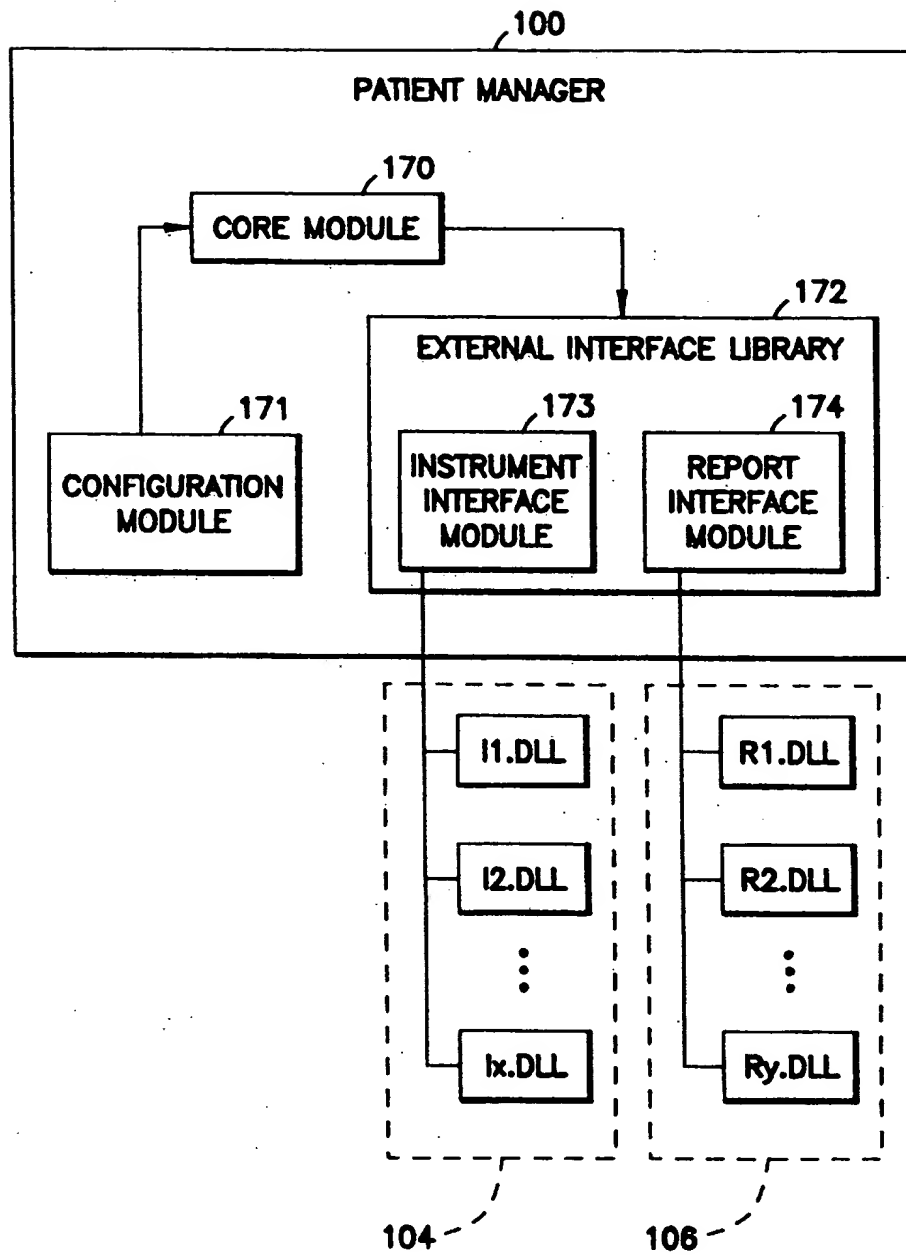 100
PATIENT MANAGER
170
CORE MODULE
172
EXTERNAL INTERFACE LIBRARY
171
CONFIGURATION
MODULE
173
INSTRUMENT
INTERFACE
MODULE
174
REPORT
INTERFACE
MODULE
I1.DLL
R1.DLL
I2.DLL
R2.DLL
Ix.DLL
Ry.DLL
104
106